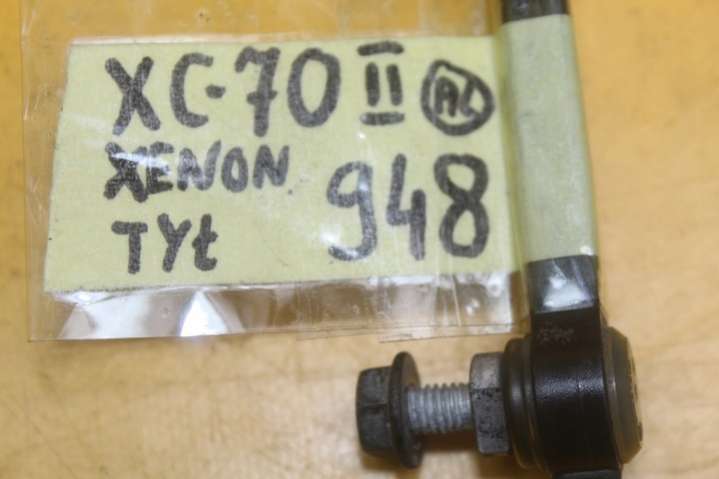 XC-70 II AL
XENON 948
TYŁ